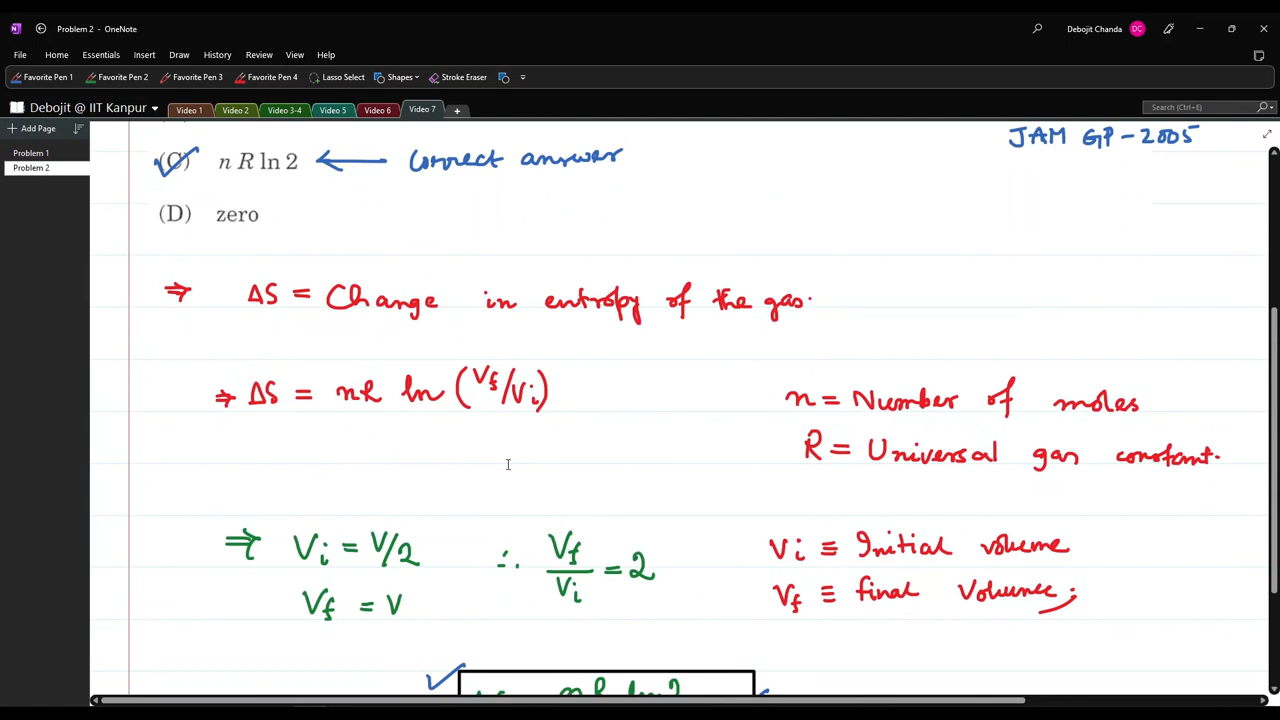 Problem 2 - OneNote
Debojit Chanda DC
File Home Essentials Insert Draw History Review View Help
Favorite Pen 1 Favorite Pen 2 Favorite Pen 3 Favorite Pen 4 Lasso Select Shapes Stroke Eraser
Debojit @ IIT Kanpur Video 1 Video 2 Video 3-4 Video 5 Video 6 Video 7 Search (Ctrl+E)
Add Page
Problem 1
Problem 2
JAM GP-2005
(C) n R ln 2 ← Correct answer
(D) zero
⇒ ΔS = Change in entropy of the gas.
⇒ ΔS = nR ln (Vf/Vi)
n = Number of moles
R = Universal gas constant.
⇒ Vi = V/2 ∴ Vf/Vi = 2
Vf = V
Vi ≡ Initial volume
Vf ≡ final Volume;
ΔS = nR ln 2